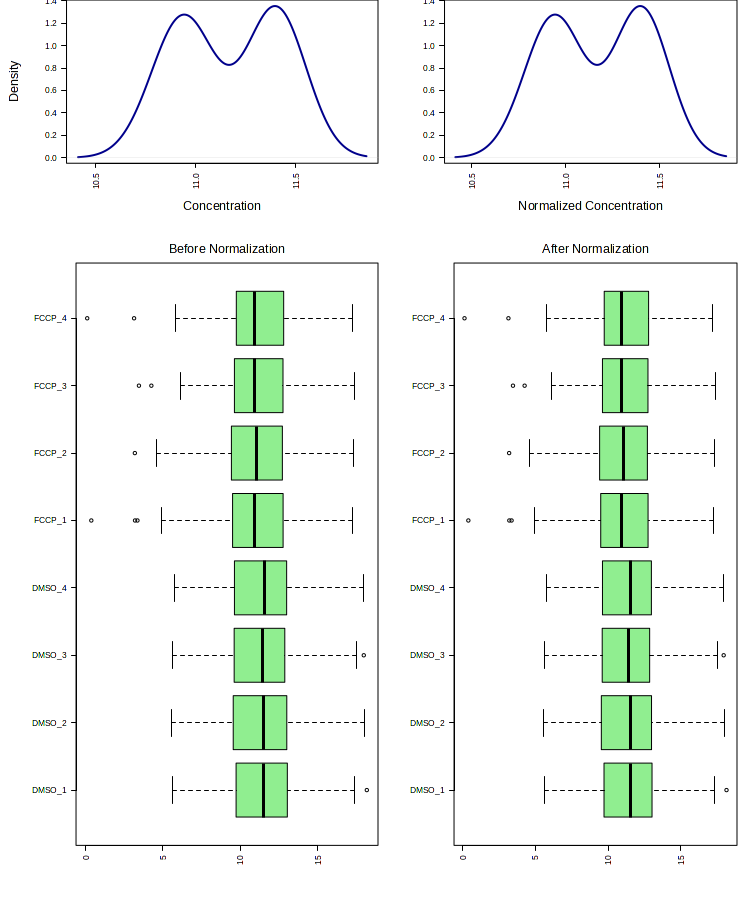 1.4
1.2
1.0
0.8
0.6
0.4
0.2
0.0
Density
10.5
11.0
11.5
Concentration
1.4
1.2
1.0
0.8
0.6
0.4
0.2
0.0
10.5
11.0
11.5
Normalized Concentration
Before Normalization
FCCP_4
FCCP_3
FCCP_2
FCCP_1
DMSO_4
DMSO_3
DMSO_2
DMSO_1
0
5
10
15
After Normalization
FCCP_4
FCCP_3
FCCP_2
FCCP_1
DMSO_4
DMSO_3
DMSO_2
DMSO_1
0
5
10
15